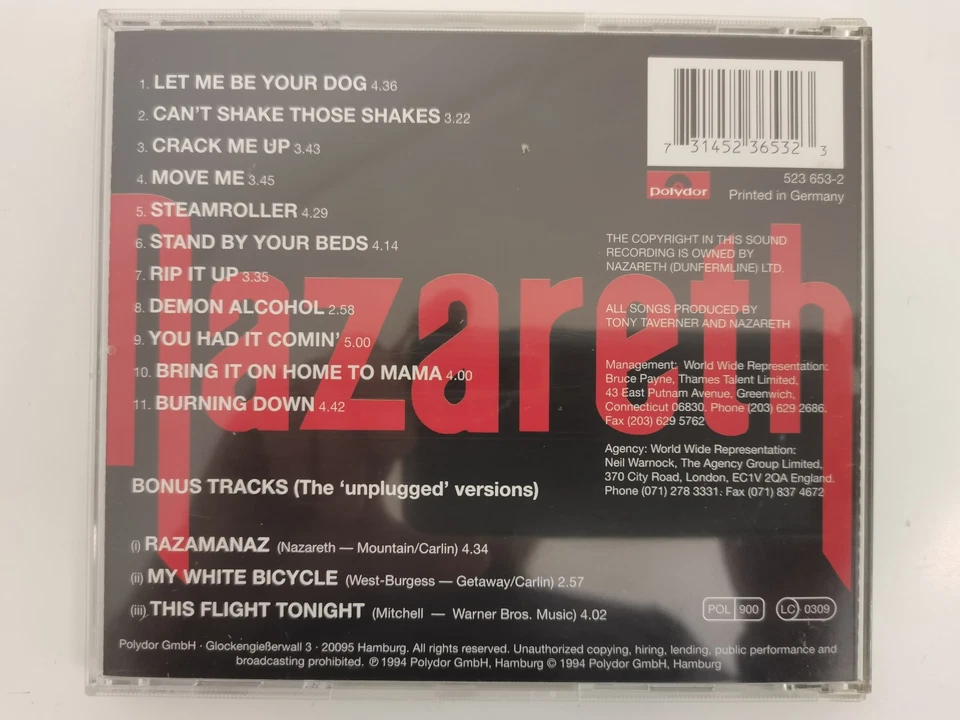 1. LET ME BE YOUR DOG 4.36
2. CAN'T SHAKE THOSE SHAKES 3.22
3. CRACK ME UP 3.43
4. MOVE ME 3.45
5. STEAMROLLER 4.29
6. STAND BY YOUR BEDS 4.14
7. RIP IT UP 3.35
8. DEMON ALCOHOL 2.58
9. YOU HAD IT COMIN' 5.00
10. BRING IT ON HOME TO MAMA 4.00
11. BURNING DOWN 4.42
BONUS TRACKS (The 'unplugged' versions)
(i) RAZAMANAZ (Nazareth — Mountain/Carlin) 4.34
(ii) MY WHITE BICYCLE (West-Burgess — Getaway/Carlin) 2.57
(iii) THIS FLIGHT TONIGHT (Mitchell — Warner Bros. Music) 4.02
nazareth
7 31452 36532 3
polydor
523 653-2
Printed in Germany
THE COPYRIGHT IN THIS SOUND
RECORDING IS OWNED BY
NAZARETH (DUNFERMLINE) LTD.
ALL SONGS PRODUCED BY
TONY TAVERNER AND NAZARETH
Management: World Wide Representation:
Bruce Payne, Thames Talent Limited,
43 East Putnam Avenue, Greenwich,
Connecticut 06830. Phone (203) 629 2686.
Fax (203) 629 5762
Agency: World Wide Representation:
Neil Warnock, The Agency Group Limited,
370 City Road, London, EC1V 2QA England.
Phone (071) 278 3331. Fax (071) 837 4672
POL 900
LC 0309
Polydor GmbH · Glockengießerwall 3 · 20095 Hamburg. All rights reserved. Unauthorized copying, hiring, lending, public performance and
broadcasting prohibited. ℗ 1994 Polydor GmbH, Hamburg © 1994 Polydor GmbH, Hamburg